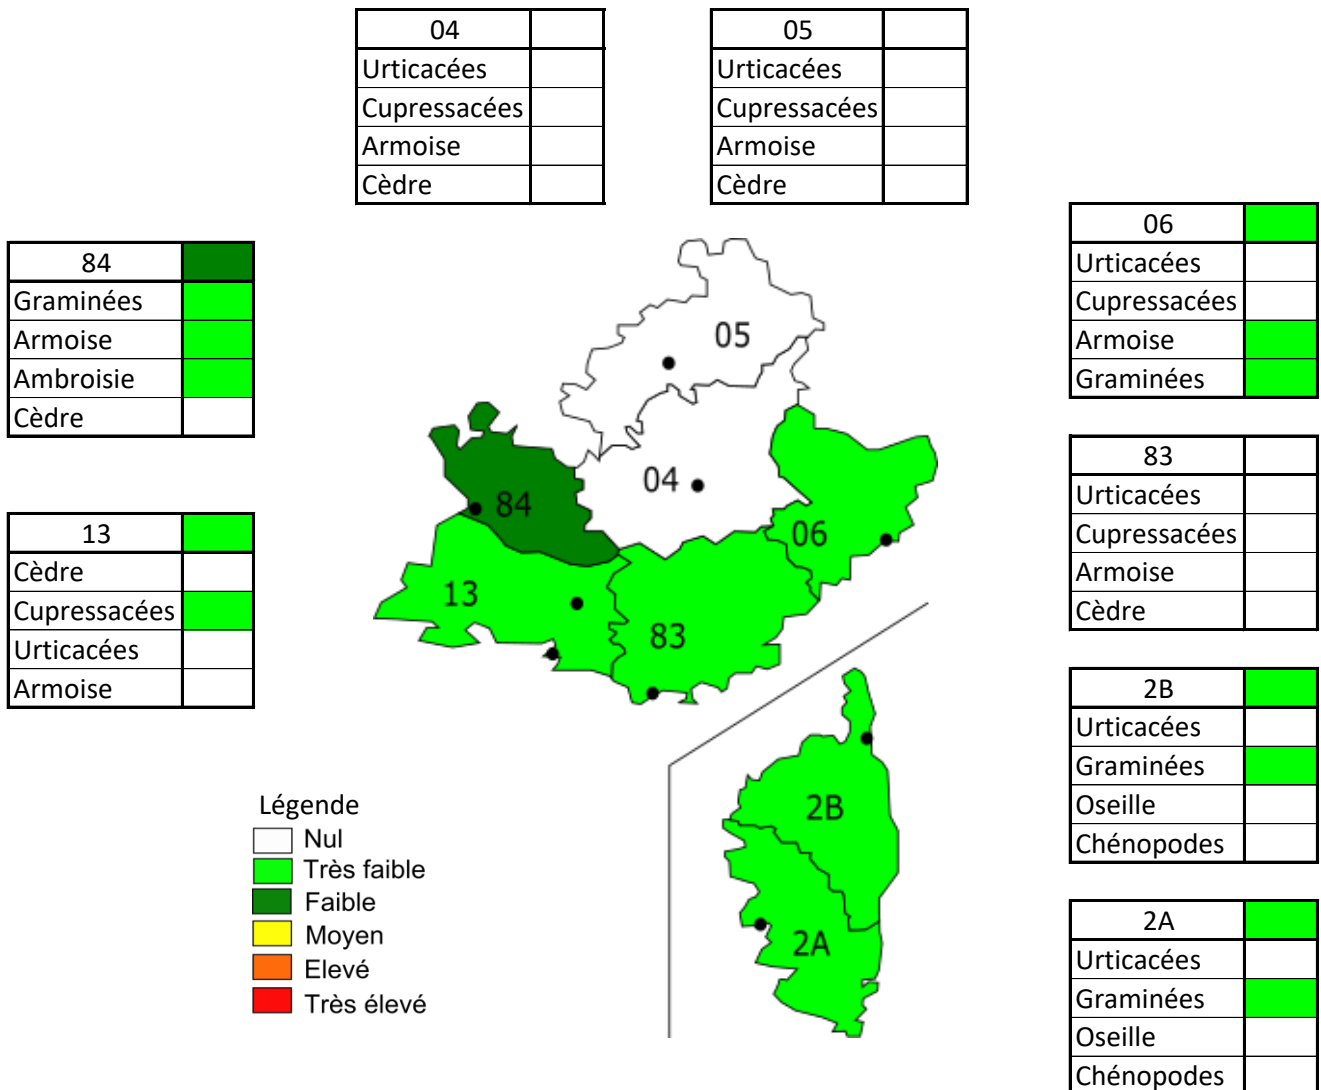 04
Urticacées
Cupressacées
Armoise
Cèdre
05
Urticacées
Cupressacées
Armoise
Cèdre
84
Graminées
Armoise
Ambroisie
Cèdre
06
Urticacées
Cupressacées
Armoise
Graminées
13
Cèdre
Cupressacées
Urticacées
Armoise
83
Urticacées
Cupressacées
Armoise
Cèdre
05
04
84
06
13
83
2B
2A
2B
Urticacées
Graminées
Oseille
Chénopodes
2A
Urticacées
Graminées
Oseille
Chénopodes
Légende
Nul
Très faible
Faible
Moyen
Elevé
Très élevé